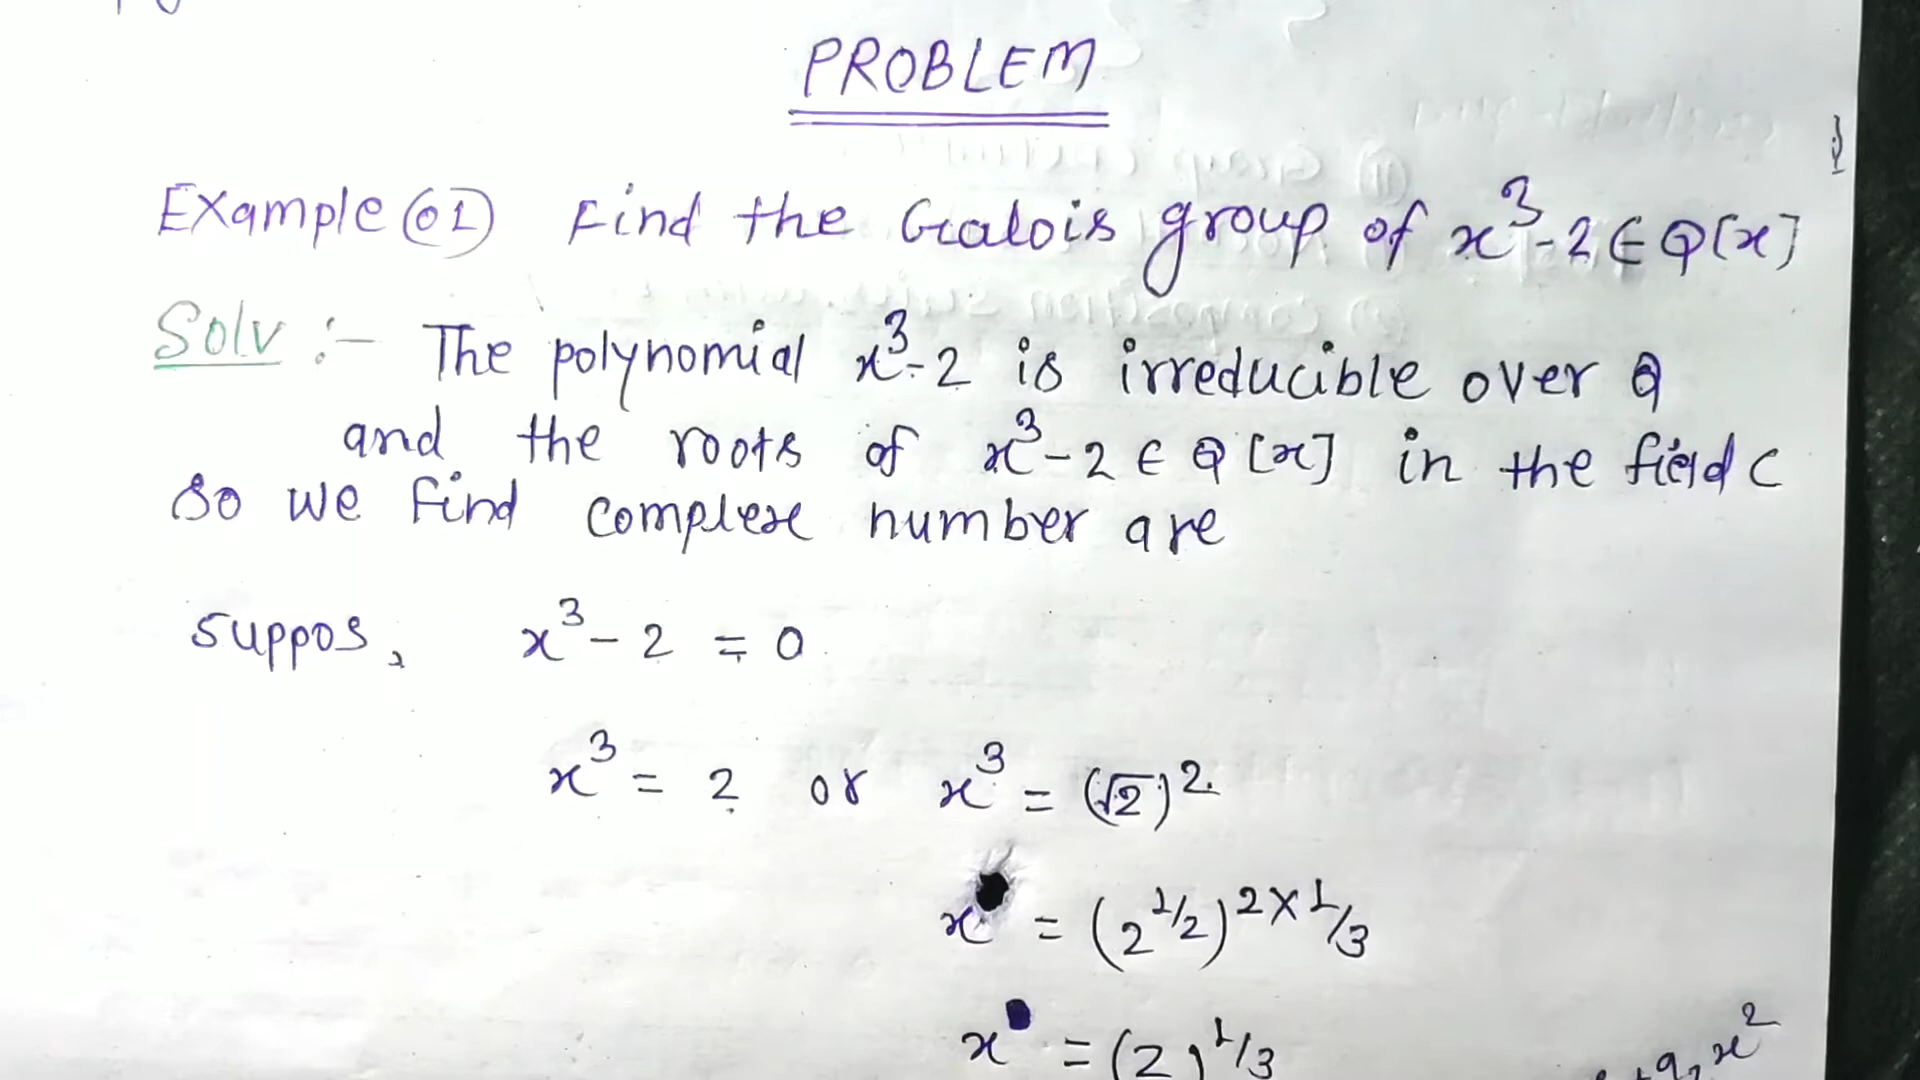 PROBLEM
Example 01 Find the Galois group of x³-2 ∈ Q[x]
Solv :- The polynomial x³-2 is irreducible over Q
and the roots of x³-2 ∈ Q[x] in the field C
so we find complex number are
suppos, x³-2 = 0
x³ = 2 or x³ = (√2)²
x = (2^1/2)^2×1/3
x = (2)^1/3